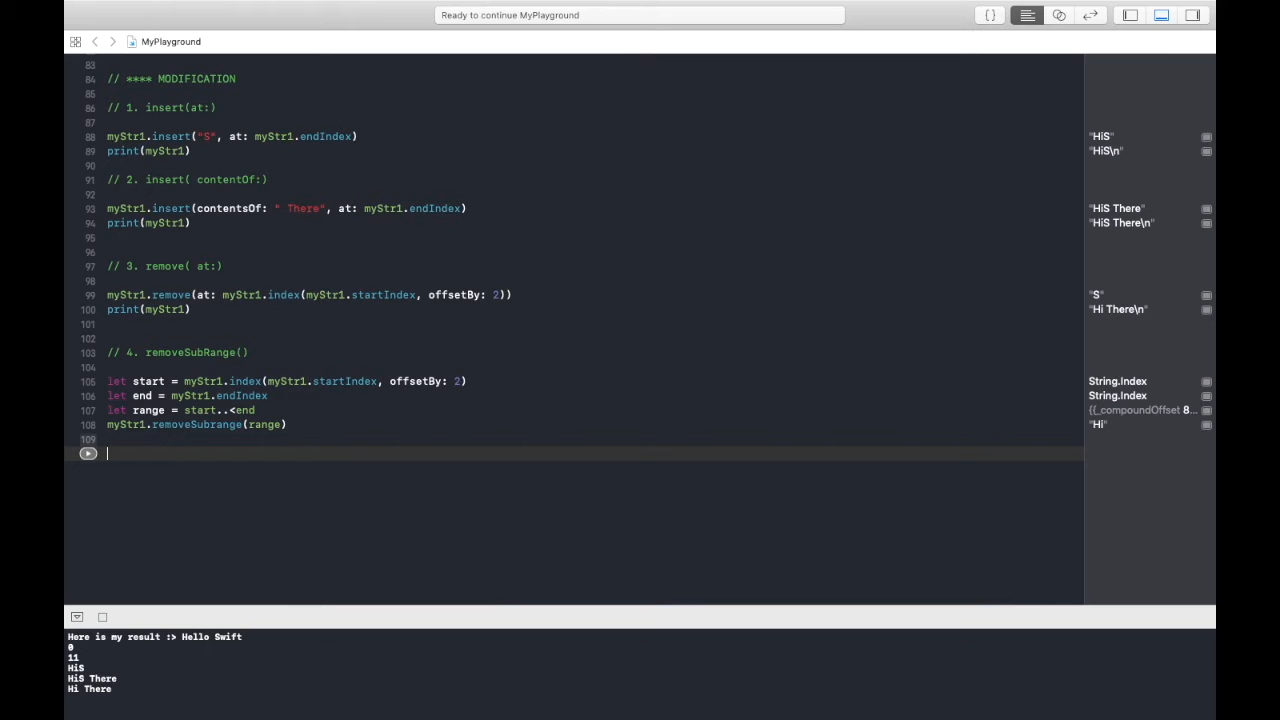 Ready to continue MyPlayground
{}
MyPlayground
83
84 // **** MODIFICATION
85
86 // 1. insert(at:)
87
88 myStr1.insert("S", at: myStr1.endIndex) "HiS"
89 print(myStr1) "HiS\n"
90
91 // 2. insert( contentOf:)
92
93 myStr1.insert(contentsOf: " There", at: myStr1.endIndex) "HiS There"
94 print(myStr1) "HiS There\n"
95
96
97 // 3. remove( at:)
98
99 myStr1.remove(at: myStr1.index(myStr1.startIndex, offsetBy: 2)) "S"
100 print(myStr1) "Hi There\n"
101
102
103 // 4. removeSubRange()
104
105 let start = myStr1.index(myStr1.startIndex, offsetBy: 2) String.Index
106 let end = myStr1.endIndex String.Index
107 let range = start..<end {{_compoundOffset 8...
108 myStr1.removeSubrange(range) "Hi"
109
Here is my result :> Hello Swift
0
11
HiS
HiS There
Hi There